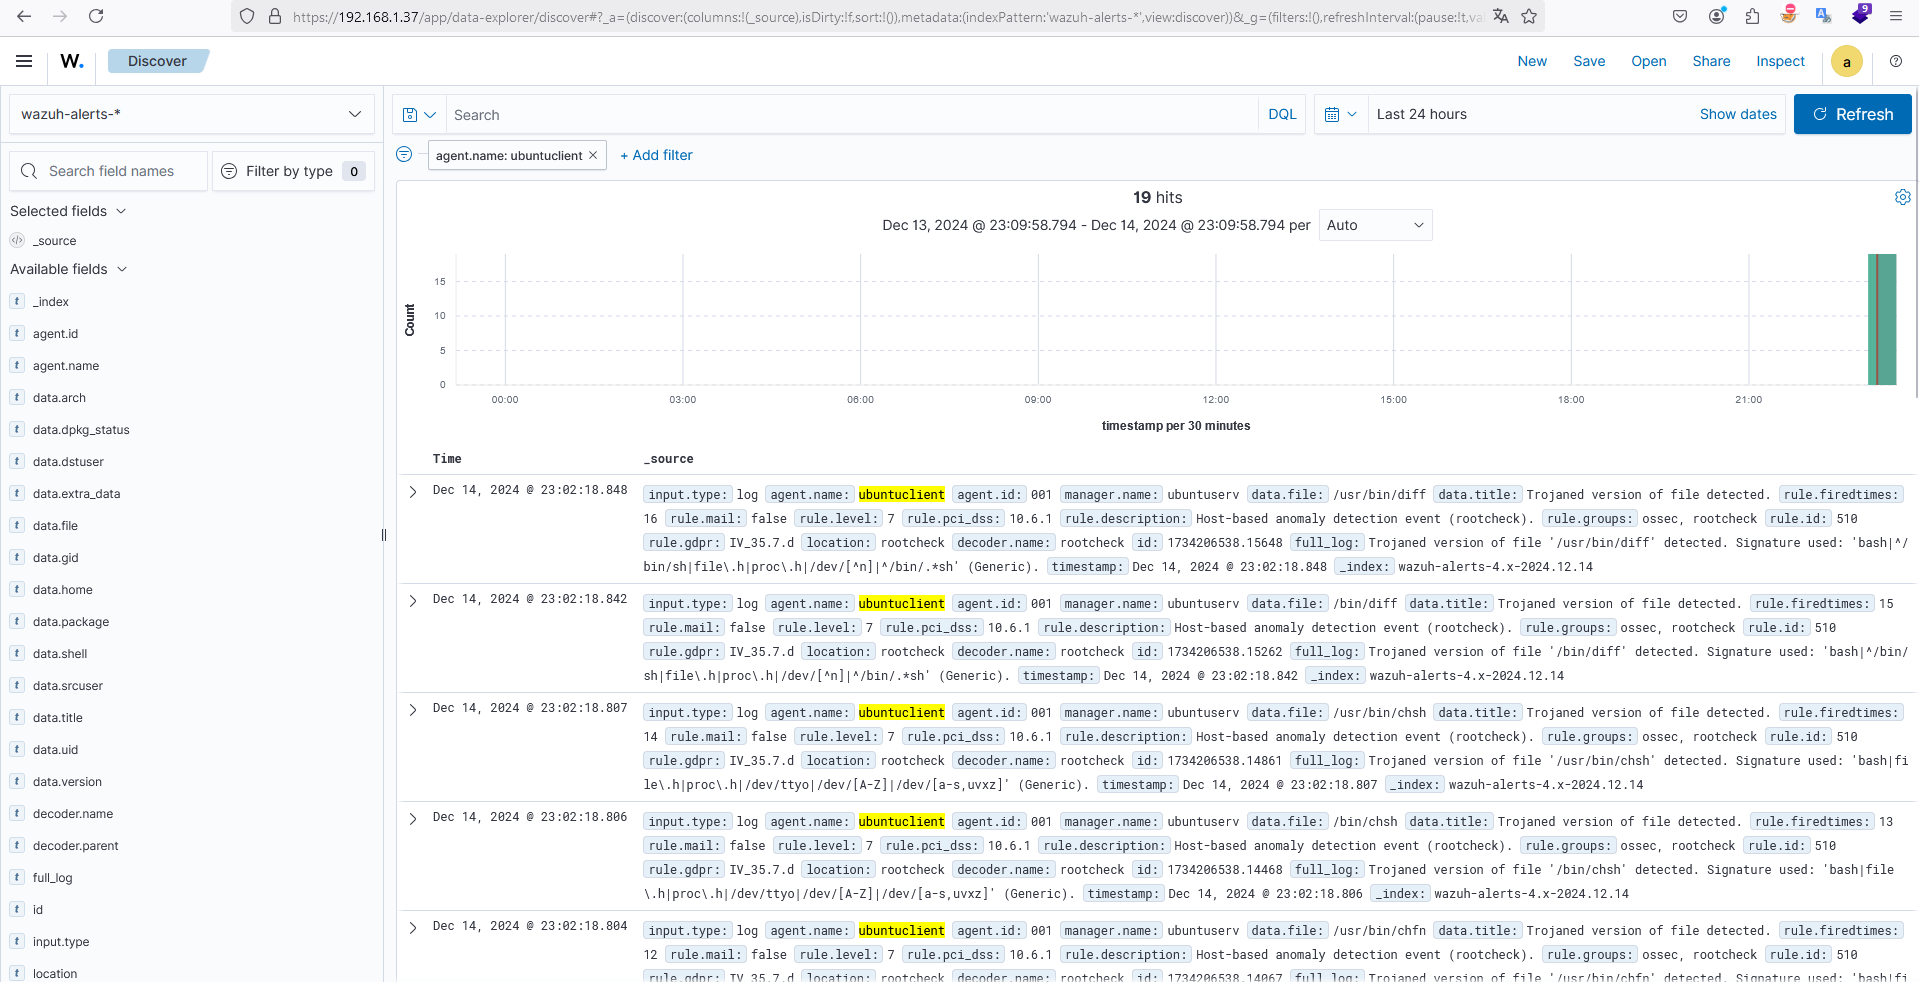 https://192.168.1.37/app/data-explorer/discover#?_a=(discover:(columns:!(_source),isDirty:!f,sort:!()),metadata:(indexPattern:'wazuh-alerts-*',view:discover))&_g=(filters:!(),refreshInterval:(pause:!t,va
9
W. Discover New Save Open Share Inspect a
wazuh-alerts-*
Search DQL Last 24 hours Show dates Refresh
agent.name: ubuntuclient × + Add filter
Search field names Filter by type 0
Selected fields
_source
Available fields
t _index
t agent.id
t agent.name
t data.arch
t data.dpkg_status
t data.dstuser
t data.extra_data
t data.file
t data.gid
t data.home
t data.package
t data.shell
t data.srcuser
t data.title
t data.uid
t data.version
t decoder.name
t decoder.parent
t full_log
t id
t input.type
t location
19 hits
Dec 13, 2024 @ 23:09:58.794 - Dec 14, 2024 @ 23:09:58.794 per Auto
Count
15
10
5
0
00:00 03:00 06:00 09:00 12:00 15:00 18:00 21:00
timestamp per 30 minutes
Time _source
Dec 14, 2024 @ 23:02:18.848 input.type: log agent.name: ubuntuclient agent.id: 001 manager.name: ubuntuserv data.file: /usr/bin/diff data.title: Trojaned version of file detected. rule.firedtimes:
16 rule.mail: false rule.level: 7 rule.pci_dss: 10.6.1 rule.description: Host-based anomaly detection event (rootcheck). rule.groups: ossec, rootcheck rule.id: 510
rule.gdpr: IV_35.7.d location: rootcheck decoder.name: rootcheck id: 1734206538.15648 full_log: Trojaned version of file '/usr/bin/diff' detected. Signature used: 'bash|^/
bin/sh|file\.h|proc\.h|/dev/[^n]|^/bin/.*sh' (Generic). timestamp: Dec 14, 2024 @ 23:02:18.848 _index: wazuh-alerts-4.x-2024.12.14
Dec 14, 2024 @ 23:02:18.842 input.type: log agent.name: ubuntuclient agent.id: 001 manager.name: ubuntuserv data.file: /bin/diff data.title: Trojaned version of file detected. rule.firedtimes: 15
rule.mail: false rule.level: 7 rule.pci_dss: 10.6.1 rule.description: Host-based anomaly detection event (rootcheck). rule.groups: ossec, rootcheck rule.id: 510
rule.gdpr: IV_35.7.d location: rootcheck decoder.name: rootcheck id: 1734206538.15262 full_log: Trojaned version of file '/bin/diff' detected. Signature used: 'bash|^/bin/
sh|file\.h|proc\.h|/dev/[^n]|^/bin/.*sh' (Generic). timestamp: Dec 14, 2024 @ 23:02:18.842 _index: wazuh-alerts-4.x-2024.12.14
Dec 14, 2024 @ 23:02:18.807 input.type: log agent.name: ubuntuclient agent.id: 001 manager.name: ubuntuserv data.file: /usr/bin/chsh data.title: Trojaned version of file detected. rule.firedtimes:
14 rule.mail: false rule.level: 7 rule.pci_dss: 10.6.1 rule.description: Host-based anomaly detection event (rootcheck). rule.groups: ossec, rootcheck rule.id: 510
rule.gdpr: IV_35.7.d location: rootcheck decoder.name: rootcheck id: 1734206538.14861 full_log: Trojaned version of file '/usr/bin/chsh' detected. Signature used: 'bash|fi
le\.h|proc\.h|/dev/ttyo|/dev/[A-Z]|/dev/[a-s,uvxz]' (Generic). timestamp: Dec 14, 2024 @ 23:02:18.807 _index: wazuh-alerts-4.x-2024.12.14
Dec 14, 2024 @ 23:02:18.806 input.type: log agent.name: ubuntuclient agent.id: 001 manager.name: ubuntuserv data.file: /bin/chsh data.title: Trojaned version of file detected. rule.firedtimes: 13
rule.mail: false rule.level: 7 rule.pci_dss: 10.6.1 rule.description: Host-based anomaly detection event (rootcheck). rule.groups: ossec, rootcheck rule.id: 510
rule.gdpr: IV_35.7.d location: rootcheck decoder.name: rootcheck id: 1734206538.14468 full_log: Trojaned version of file '/bin/chsh' detected. Signature used: 'bash|file
\.h|proc\.h|/dev/ttyo|/dev/[A-Z]|/dev/[a-s,uvxz]' (Generic). timestamp: Dec 14, 2024 @ 23:02:18.806 _index: wazuh-alerts-4.x-2024.12.14
Dec 14, 2024 @ 23:02:18.804 input.type: log agent.name: ubuntuclient agent.id: 001 manager.name: ubuntuserv data.file: /usr/bin/chfn data.title: Trojaned version of file detected. rule.firedtimes:
12 rule.mail: false rule.level: 7 rule.pci_dss: 10.6.1 rule.description: Host-based anomaly detection event (rootcheck). rule.groups: ossec, rootcheck rule.id: 510
rule.gdpr: IV_35.7.d location: rootcheck decoder.name: rootcheck id: 1734206538.14067 full_log: Trojaned version of file '/usr/bin/chfn' detected. Signature used: 'bash|fi